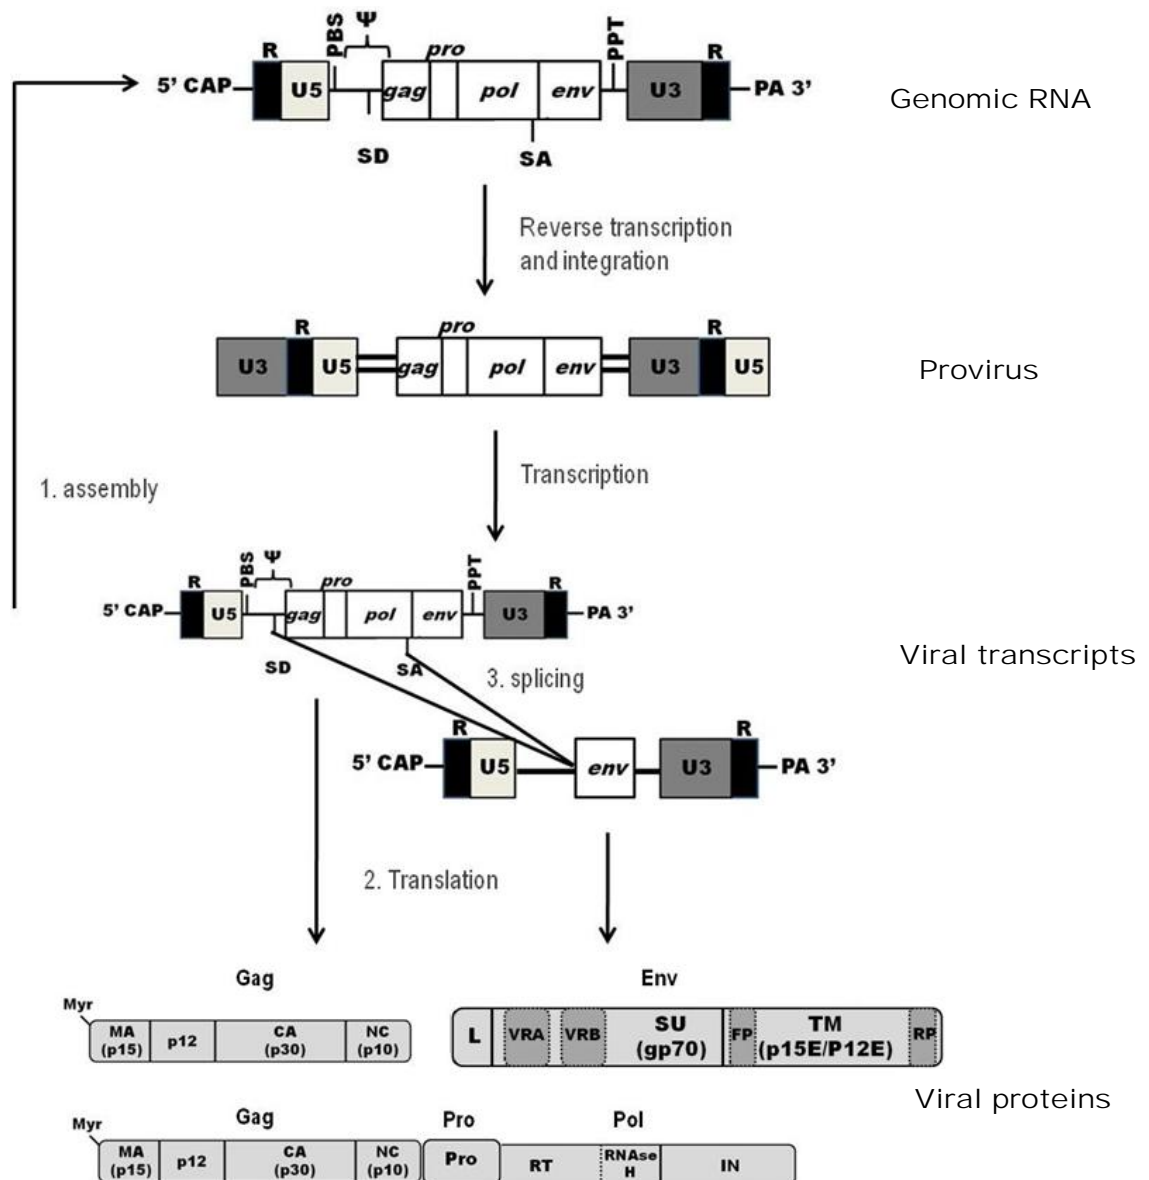 PBS Ψ PPT
R pro R
5' CAP U5 gag pol env U3 PA 3'
Genomic RNA
SD SA
Reverse transcription
and integration
R pro R
U3 U5 gag pol env U3 U5
Provirus
Transcription
1. assembly
PBS Ψ PPT
R pro R
5' CAP U5 gag pol env U3 PA 3'
SD SA
Viral transcripts
3. splicing
R R
5' CAP U5 env U3 PA 3'
2. Translation
Gag Env
Myr
MA (p15) p12 CA (p30) NC (p10)
L VRA VRB SU (gp70) FP TM (p15E/P12E) RP
Viral proteins
Gag Pro Pol
Myr
MA (p15) p12 CA (p30) NC (p10) Pro RT RNAse H IN